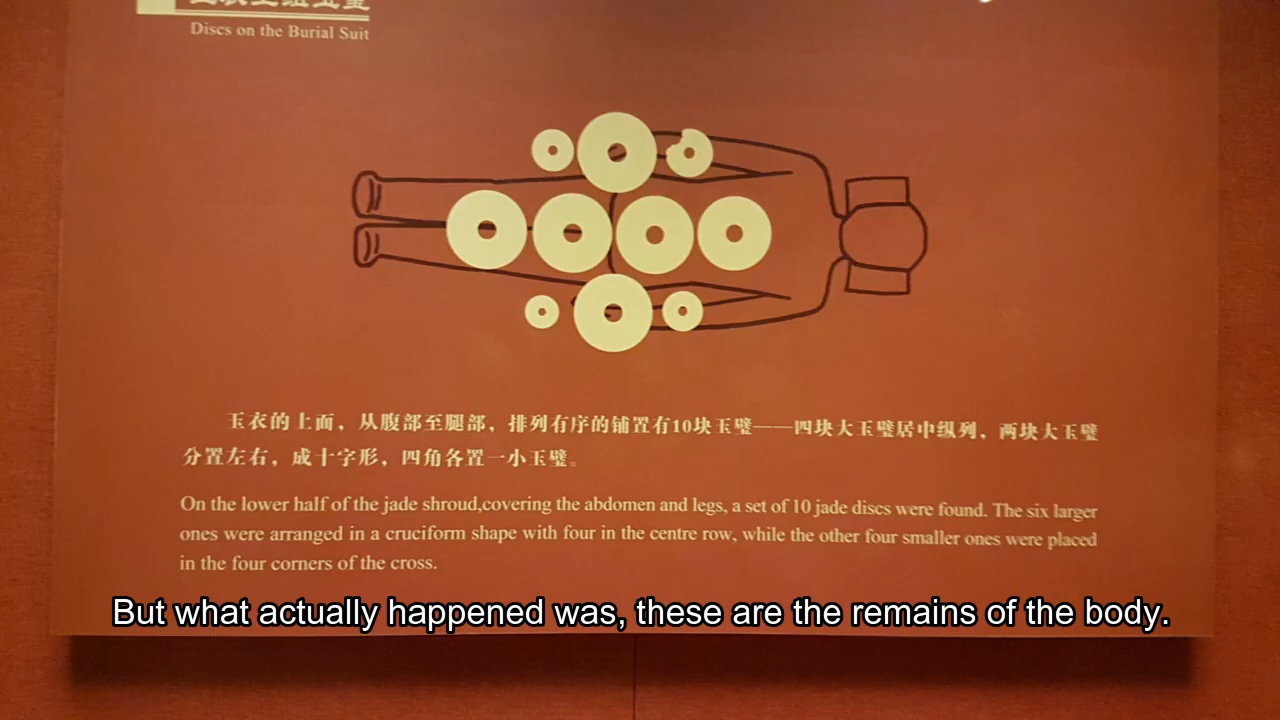 Discs on the Burial Suit
玉衣的上面，从腹部至腿部，排列有序的铺置有10块玉璧——四块大玉璧居中纵列，两块大玉璧
分置左右，成十字形，四角各置一小玉璧。
On the lower half of the jade shroud,covering the abdomen and legs, a set of 10 jade discs were found. The six larger
ones were arranged in a cruciform shape with four in the centre row, while the other four smaller ones were placed
in the four corners of the cross.
But what actually happened was, these are the remains of the body.